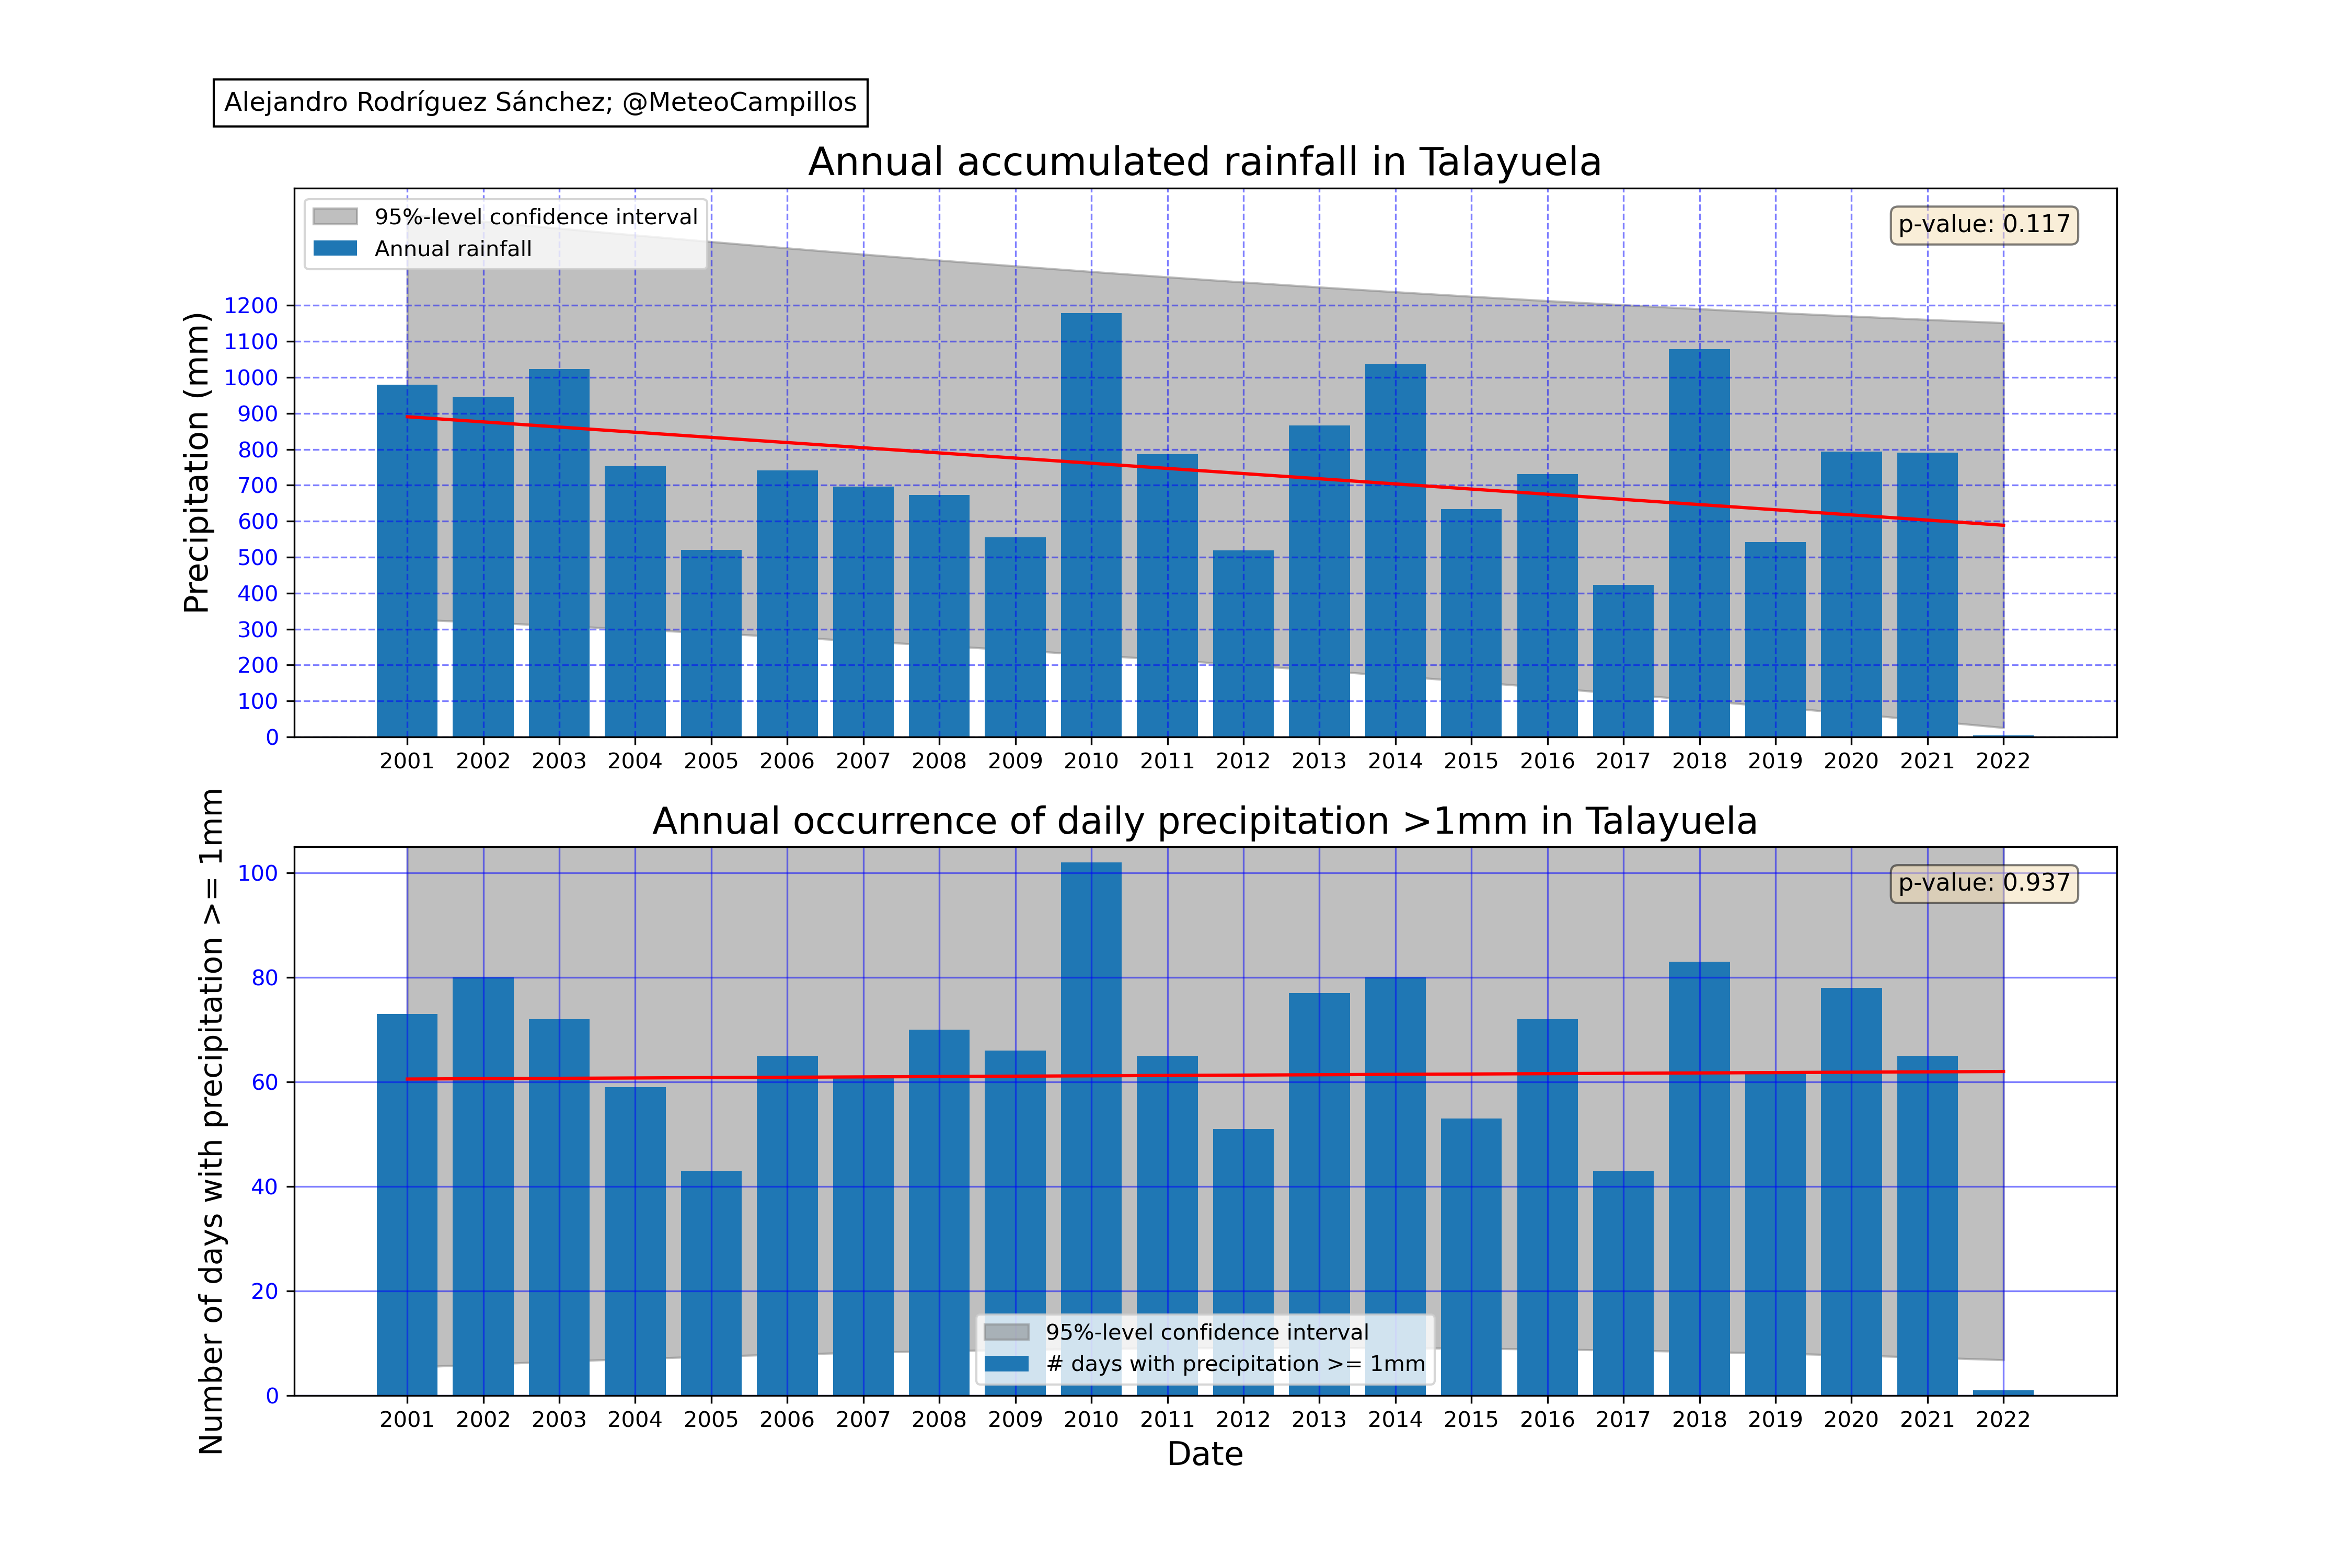 Alejandro Rodríguez Sánchez; @MeteoCampillos
Annual accumulated rainfall in Talayuela
95%-level confidence interval
Annual rainfall
p-value: 0.117
Precipitation (mm)
1200
1100
1000
900
800
700
600
500
400
300
200
100
0
2001 2002 2003 2004 2005 2006 2007 2008 2009 2010 2011 2012 2013 2014 2015 2016 2017 2018 2019 2020 2021 2022
Annual occurrence of daily precipitation >1mm in Talayuela
p-value: 0.937
Number of days with precipitation >= 1mm
100
80
60
40
20
0
95%-level confidence interval
# days with precipitation >= 1mm
2001 2002 2003 2004 2005 2006 2007 2008 2009 2010 2011 2012 2013 2014 2015 2016 2017 2018 2019 2020 2021 2022
Date